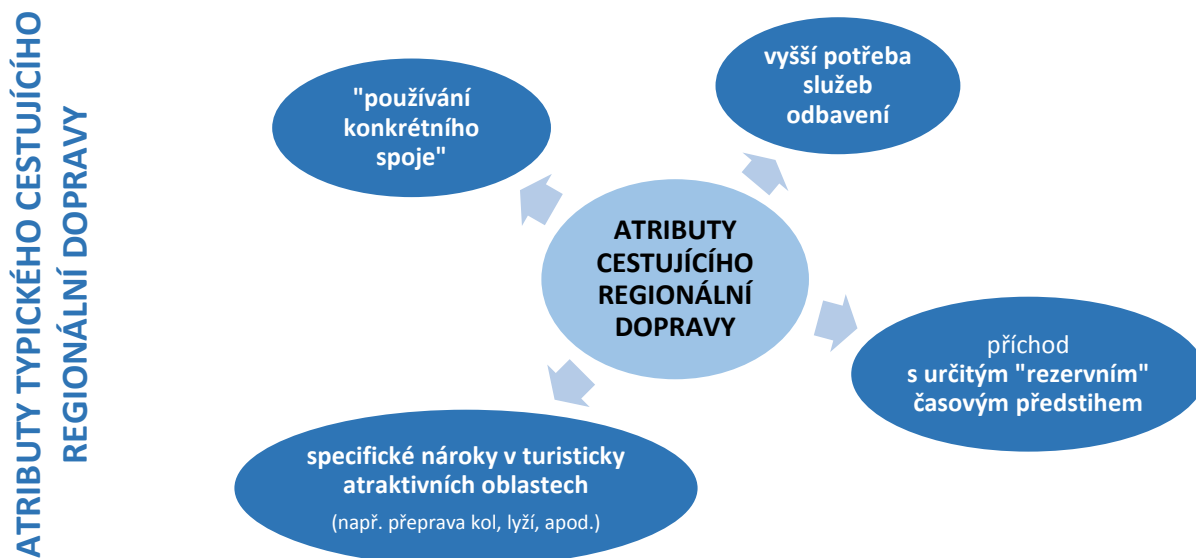 ATRIBUTY TYPICKÉHO CESTUJÍCÍHO
REGIONÁLNÍ DOPRAVY
"používání
konkrétního
spoje"
vyšší potřeba
služeb
odbavení
ATRIBUTY
CESTUJÍCÍHO
REGIONÁLNÍ
DOPRAVY
příchod
s určitým "rezervním"
časovým předstihem
specifické nároky v turisticky
atraktivních oblastech
(např. přeprava kol, lyží, apod.)